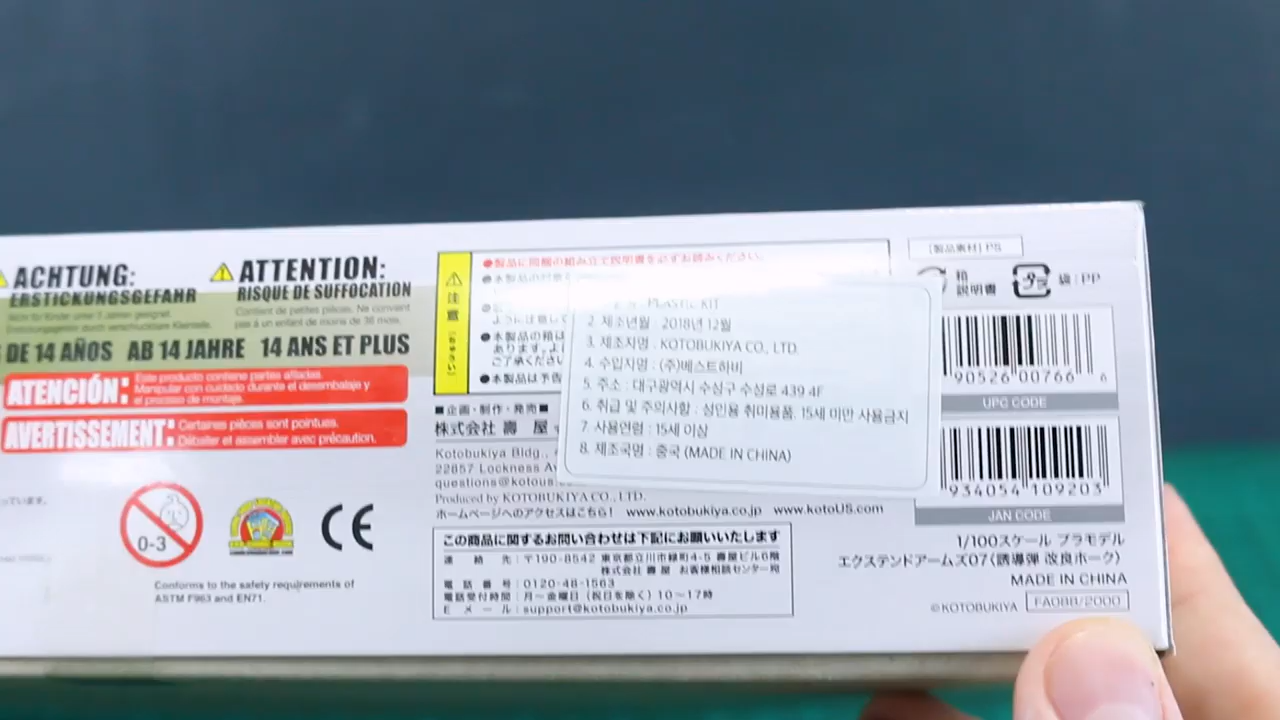 ACHTUNG:
ERSTICKUNGSGEFAHR
ATTENTION:
RISQUE DE SUFFOCATION
Contient de petites pièces. Ne convient
pas à un enfant de moins de 36 mois.
DE 14 AÑOS AB 14 JAHRE 14 ANS ET PLUS
ATENCIÓN:
Este producto contiene partes afiladas.
Manipular con cuidado durante el desembalaje y
el proceso de montaje.
AVERTISSEMENT:
Certaines pièces sont pointues.
Déballer et assembler avec précaution.
0-3
CE
Conforms to the safety requirements of
ASTM F963 and EN71.
注意
●製品に同梱の組み立て説明書を必ずお読みください。
●本製品の
●本製品の箱は
あります。よ
ご了承くださ
●本製品は予告
PLASTIC KIT
2. 제조년월 : 2018년 12월
3. 제조자명 : KOTOBUKIYA CO., LTD.
4. 수입자명 : (주)베스트하비
5. 주소 : 대구광역시 수성구 수성로 439 4F
6. 취급 및 주의사항 : 성인용 취미용품. 15세 미만 사용금지
7. 사용연령 : 15세 이상
8. 제조국명 : 중국 (MADE IN CHINA)
■企画・制作・発売■
株式会社 壽 屋
Kotobukiya Bldg.,
22857 Lockness Av
questions@kotous
Produced by KOTOBUKIYA CO., LTD.
ホームページへのアクセスはこちら! www.kotobukiya.co.jp www.kotoUS.com
この商品に関するお問い合わせは下記にお願いいたします
連絡先:〒190-8542 東京都立川市緑町4-5 壽屋ビル6階
株式会社 壽屋 お客様相談センター宛
電話番号:0120-48-1563
電話受付時間:月〜金曜日(祝日を除く)10〜17時
Eメール:support@kotobukiya.co.jp
[製品素材] PS
箱
説明書
袋:PP
90526 00766 6
UPC CODE
934054 109203
JAN CODE
1/100スケール プラモデル
エクステンドアームズ07〈誘導弾 改良ホーク〉
MADE IN CHINA
©KOTOBUKIYA
FA088/2000